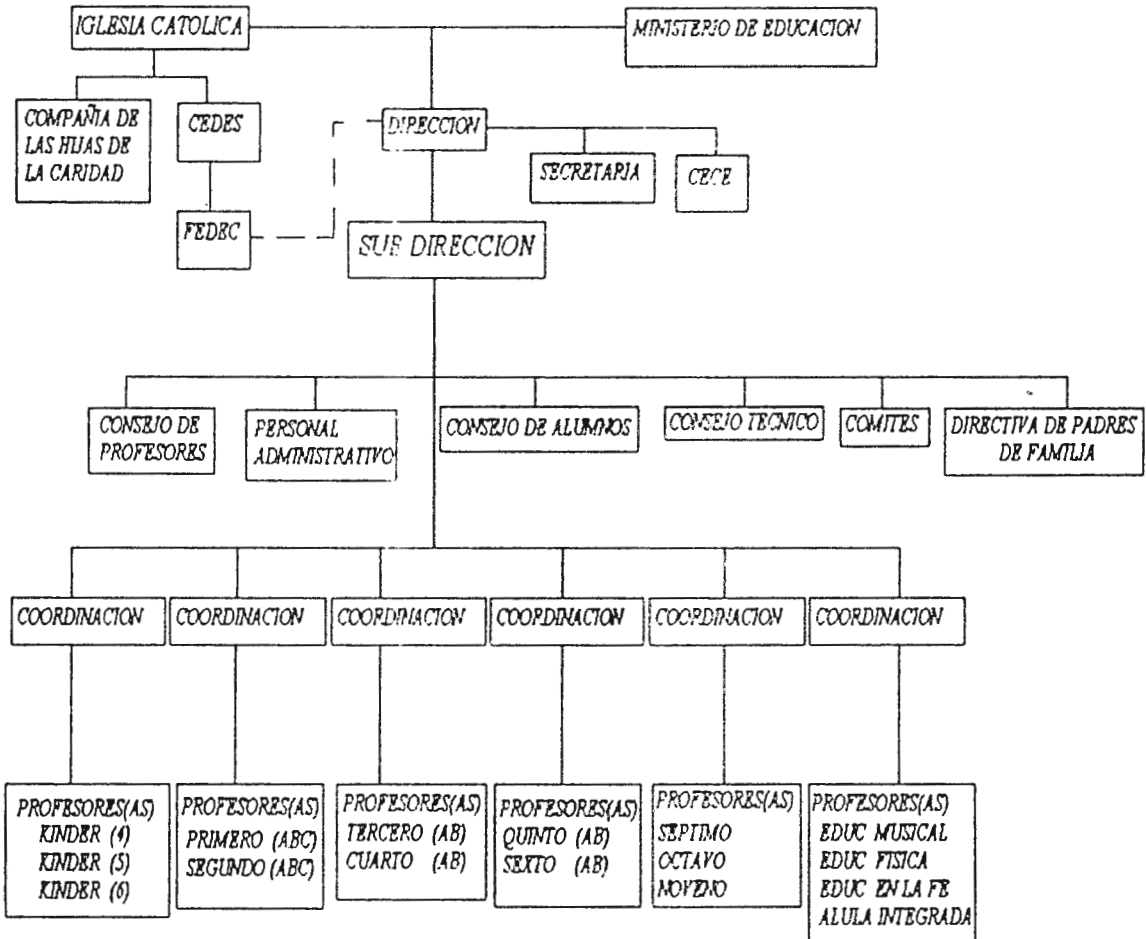 IGLESIA CATOLICA
MINISTERIO DE EDUCACION
COMPAÑIA DE
LAS HIJAS DE
LA CARIDAD
CEDES
DIRECCION
SECRETARIA
CECE
FEDEC
SUB DIRECCION
CONSEJO DE
PROFESORES
PERSONAL
ADMINISTRATIVO
CONSEJO DE ALUMNOS
CONSEJO TECNICO
COMITES
DIRECTIVA DE PADRES
DE FAMILIA
COORDINACION
COORDINACION
COORDINACION
COORDINACION
COORDINACION
COORDINACION
PROFESORES(AS)
KINDER (4)
KINDER (5)
KINDER (6)
PROFESORES(AS)
PRIMERO (ABC)
SEGUNDO (ABC)
PROFESORES(AS)
TERCERO (AB)
CUARTO (AB)
PROFESORES(AS)
QUINTO (AB)
SEXTO (AB)
PROFESORES(AS)
SEPTIMO
OCTAVO
NOVENO
PROFESORES(AS)
EDUC MUSICAL
EDUC FISICA
EDUC EN LA FE
ALULA INTEGRADA